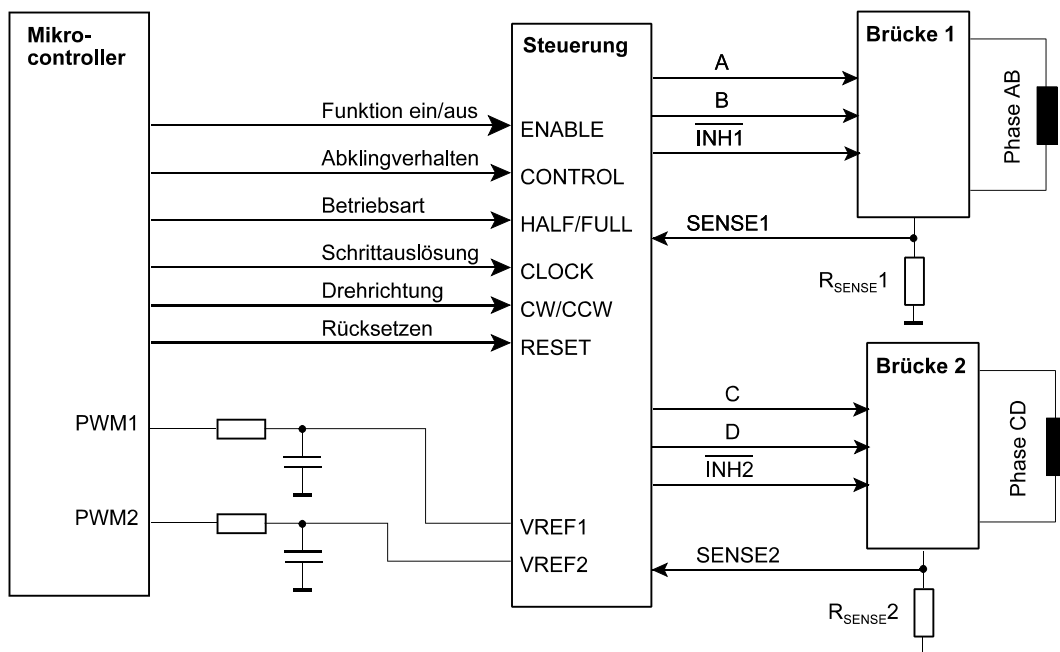 Mikro-
controller
Steuerung
Brücke 1
Phase AB
A
B
INH1
Funktion ein/aus
ENABLE
Abklingverhalten
CONTROL
Betriebsart
HALF/FULL
SENSE1
Schrittauslösung
CLOCK
RSENSE1
Drehrichtung
CW/CCW
Rücksetzen
RESET
Brücke 2
Phase CD
C
D
INH2
PWM1
PWM2
VREF1
VREF2
SENSE2
RSENSE2